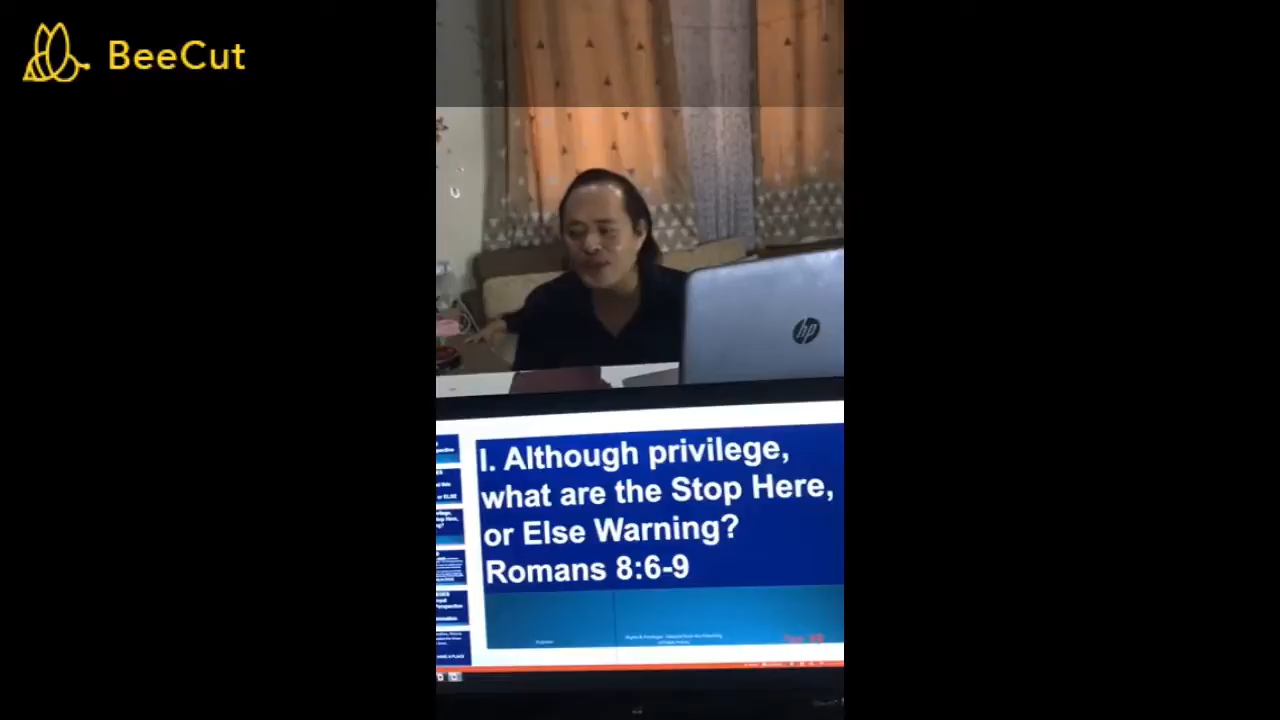 BeeCut
hp
I. Although privilege,
what are the Stop Here,
or Else Warning?
Romans 8:6-9